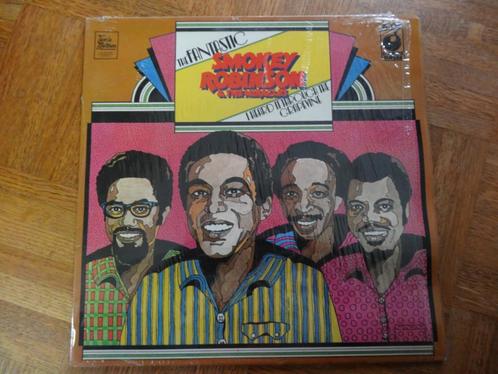 THE FANTASTIC
SMOKEY
ROBINSON
& THE MIRACLES
I HEARD IT THROUGH THE
GRAPEVINE